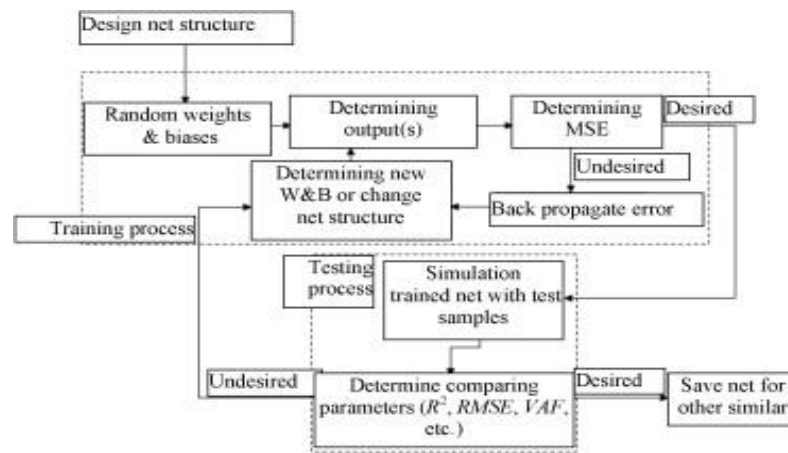 Design net structure
Random weights
& biases
Determining
output(s)
Determining
MSE
Desired
Undesired
Determining new
W&B or change
net structure
Back propagate error
Training process
Testing
process
Simulation
trained net with test
samples
Undesired
Determine comparing
parameters (R², RMSE, VAF,
etc.)
Desired
Save net for
other similar